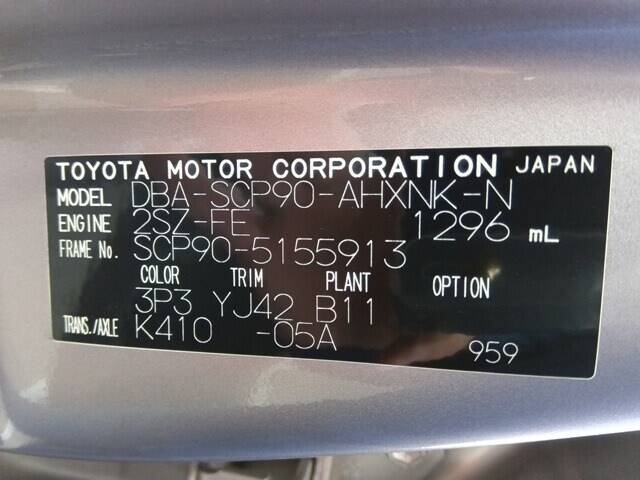 TOYOTA MOTOR CORPORATION JAPAN
MODEL DBA-SCP90-AHXNK-N
ENGINE 2SZ-FE 1296 mL
FRAME No. SCP90-5155913
COLOR TRIM PLANT OPTION
3P3 YJ42 B11
TRANS./AXLE K410 -05A
959